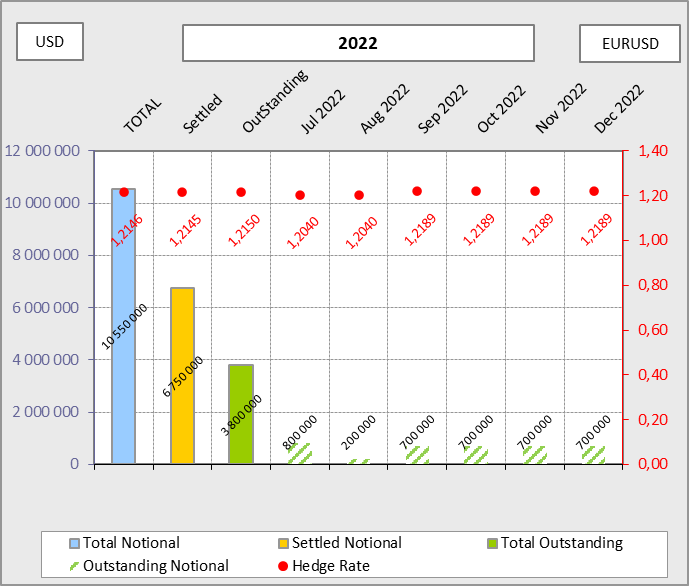 USD
2022
EURUSD
TOTAL
Settled
OutStanding
Jul 2022
Aug 2022
Sep 2022
Oct 2022
Nov 2022
Dec 2022
12 000 000
10 000 000
8 000 000
6 000 000
4 000 000
2 000 000
0
1,40
1,20
1,00
0,80
0,60
0,40
0,20
0,00
1,2146
1,2145
1,2150
1,2040
1,2040
1,2189
1,2189
1,2189
1,2189
10 550 000
6 750 000
3 800 000
800 000
200 000
700 000
700 000
700 000
700 000
Total Notional
Settled Notional
Total Outstanding
Outstanding Notional
Hedge Rate